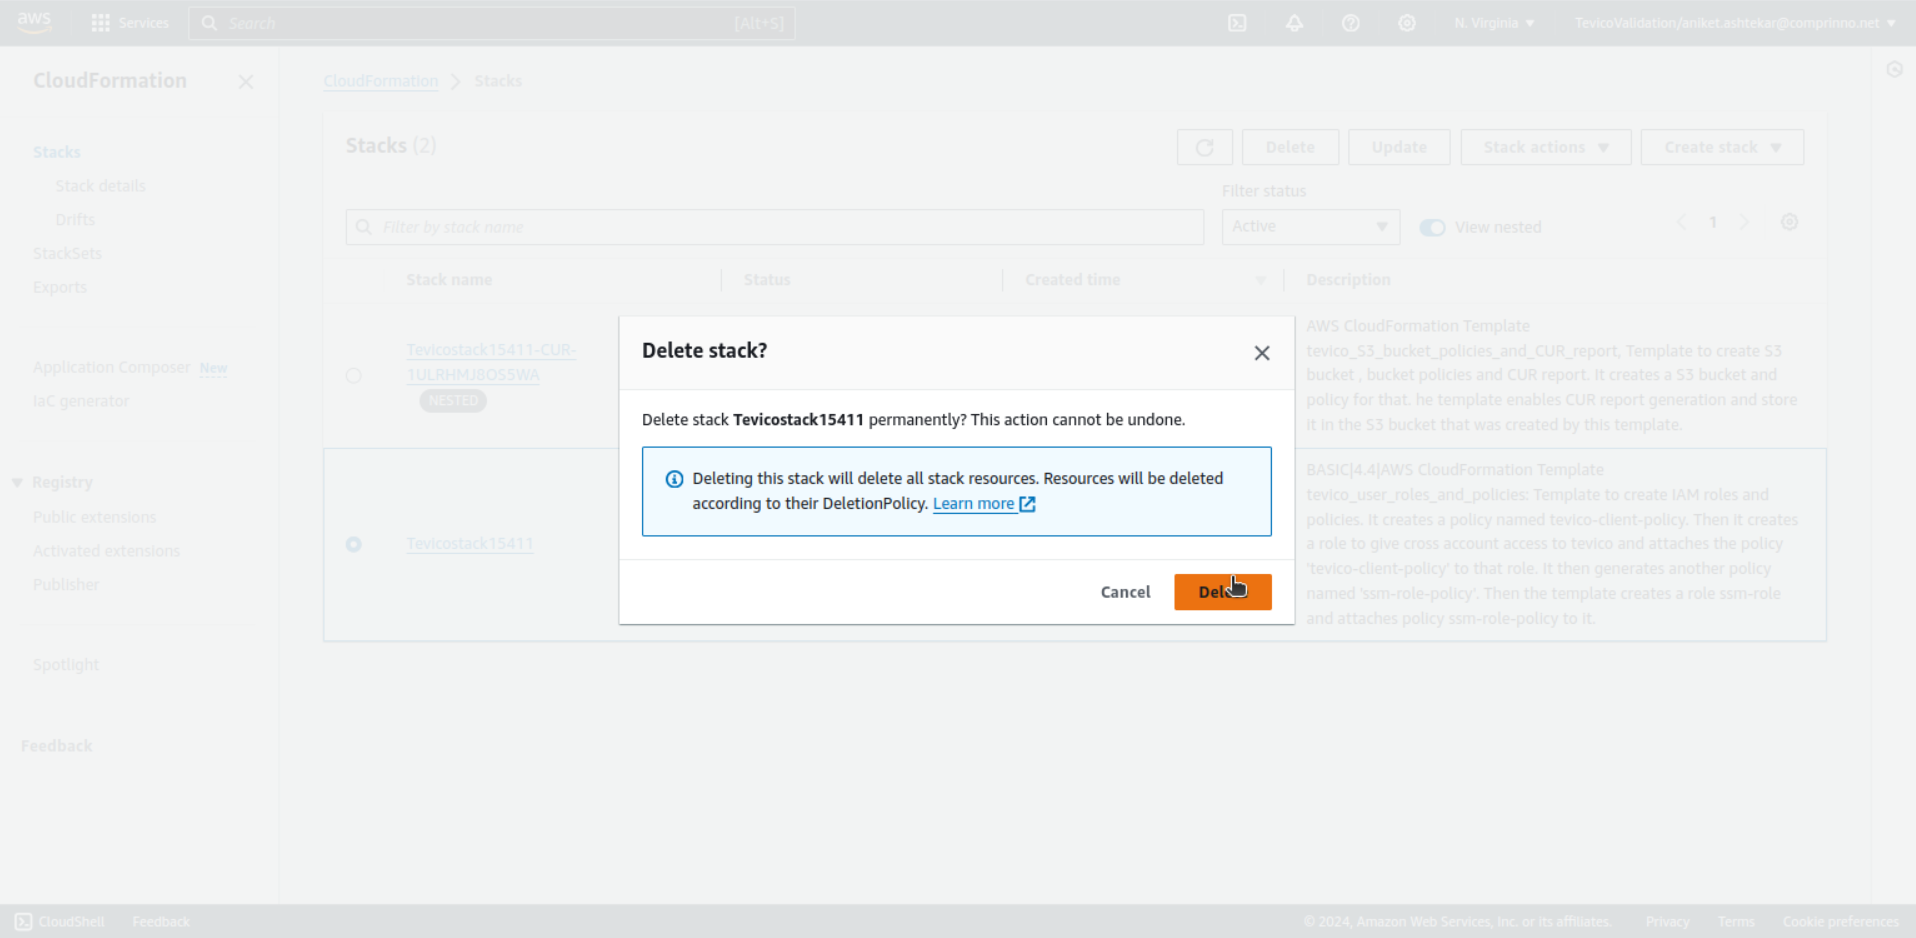 aws
Services
Search
[Alt+S]
N. Virginia
TevicoValidation/aniket.ashtekar@comprinno.net
CloudFormation
CloudFormation
Stacks
Stacks
Stack details
Drifts
StackSets
Exports
Application Composer New
IaC generator
Registry
Public extensions
Activated extensions
Publisher
Spotlight
Feedback
Stacks (2)
Delete
Update
Stack actions
Create stack
Filter status
Filter by stack name
Active
View nested
1
Stack name
Status
Created time
Description
Tevicostack15411-CUR-
1ULRHMJ8OS5WA
NESTED
AWS CloudFormation Template
tevico_S3_bucket_policies_and_CUR_report, Template to create S3
bucket , bucket policies and CUR report. It creates a S3 bucket and
policy for that. he template enables CUR report generation and store
it in the S3 bucket that was created by this template.
Tevicostack15411
BASIC|4.4|AWS CloudFormation Template
tevico_user_roles_and_policies: Template to create IAM roles and
policies. It creates a policy named tevico-client-policy. Then it creates
a role to give cross account access to tevico and attaches the policy
'tevico-client-policy' to that role. It then generates another policy
named 'ssm-role-policy'. Then the template creates a role ssm-role
and attaches policy ssm-role-policy to it.
Delete stack?
Delete stack Tevicostack15411 permanently? This action cannot be undone.
Deleting this stack will delete all stack resources. Resources will be deleted
according to their DeletionPolicy. Learn more
Cancel
Delete
CloudShell
Feedback
© 2024, Amazon Web Services, Inc. or its affiliates.
Privacy
Terms
Cookie preferences